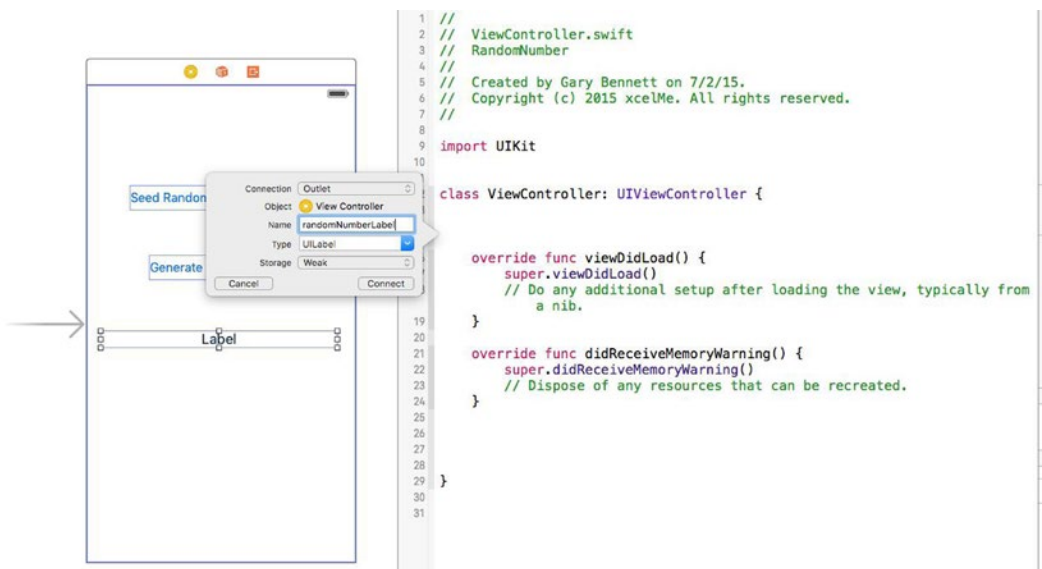 Seed Random
Generate
Label
Connection Outlet
Object View Controller
Name randomNumberLabel
Type UILabel
Storage Weak
Cancel Connect
1 //
2 // ViewController.swift
3 // RandomNumber
4 //
5 // Created by Gary Bennett on 7/2/15.
6 // Copyright (c) 2015 xcelMe. All rights reserved.
7 //
8
9 import UIKit
10
class ViewController: UIViewController {
override func viewDidLoad() {
super.viewDidLoad()
// Do any additional setup after loading the view, typically from
a nib.
19 }
20
21 override func didReceiveMemoryWarning() {
22 super.didReceiveMemoryWarning()
23 // Dispose of any resources that can be recreated.
24 }
25
26
27
28
29 }
30
31